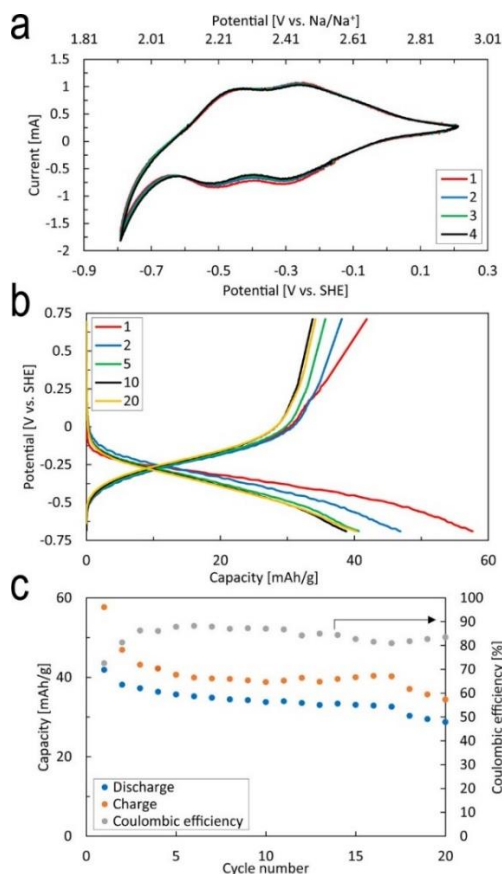 a
Potential [V vs. Na/Na⁺]
1.81 2.01 2.21 2.41 2.61 2.81 3.01
Current [mA]
1.5
1
0.5
0
-0.5
-1
-1.5
-2
1
2
3
4
-0.9 -0.7 -0.5 -0.3 -0.1 0.1 0.3
Potential [V vs. SHE]
b
Potential [V vs. SHE]
0.75
0.5
0.25
0
-0.25
-0.5
-0.75
1
2
5
10
20
0 20 40 60
Capacity [mAh/g]
c
Capacity [mAh/g]
60
40
20
0
Discharge
Charge
Coulombic efficiency
100
90
80
70
60
50
40
30
20
10
0
Coulombic efficiency [%]
0 5 10 15 20
Cycle number